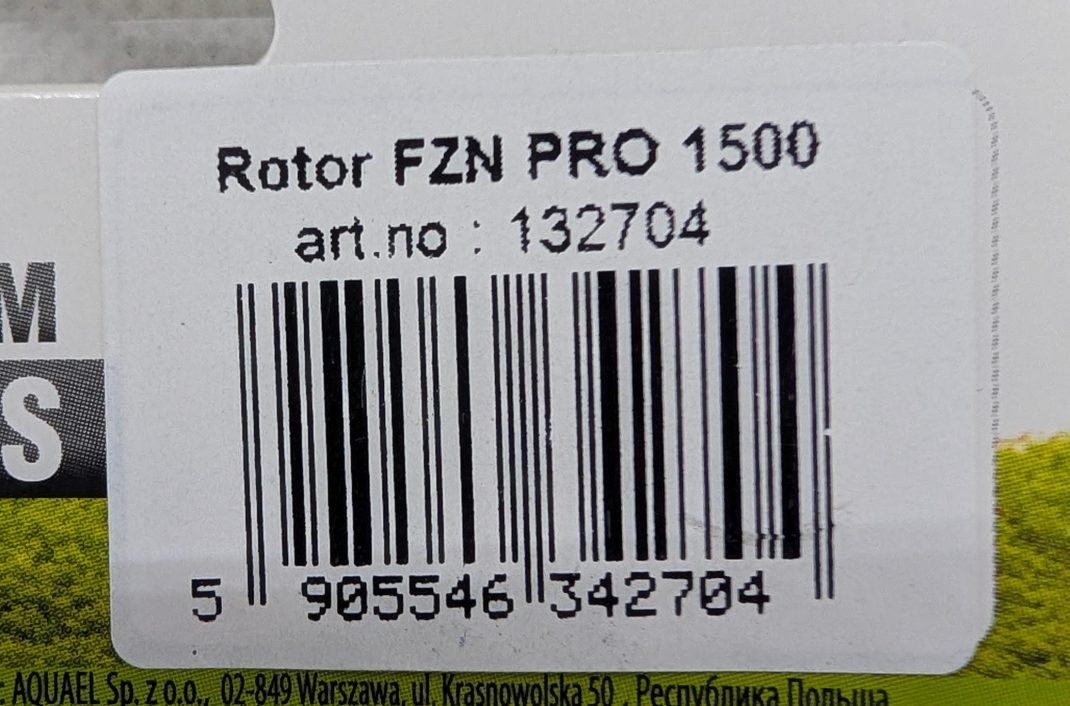 Rotor FZN PRO 1500
art.no : 132704
M
S
5 905546 342704
: AQUAEL Sp. z o.o., 02-849 Warszawa, ul. Krasnowolska 50 , Республика Польша